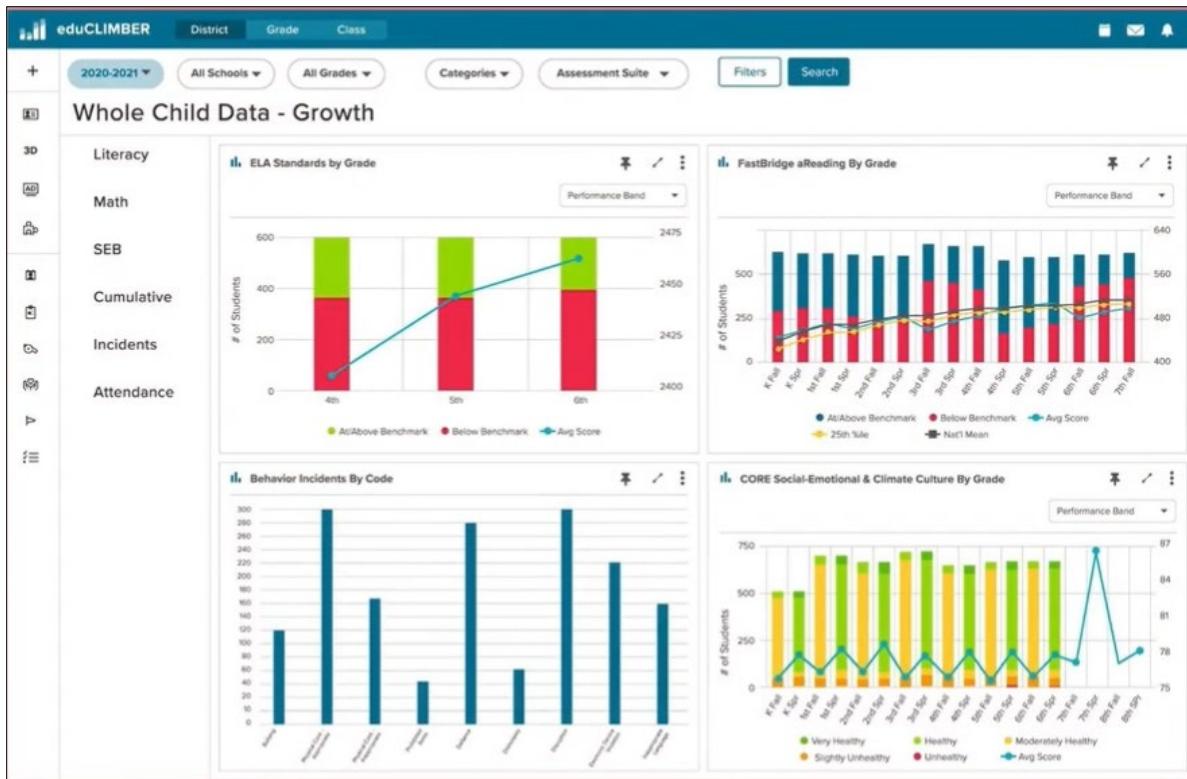 eduCLIMBER District Grade Class
2020-2021 All Schools All Grades Categories Assessment Suite Filters Search
Whole Child Data - Growth
3D
AD
Literacy
Math
SEB
Cumulative
Incidents
Attendance
ELA Standards by Grade
Performance Band
600
400
200
0
# of Students
2475
2450
2425
2400
4th 5th 6th
At/Above Benchmark Below Benchmark Avg Score
FastBridge aReading By Grade
Performance Band
500
250
0
# of Students
640
560
480
400
K Fall K Spr 1st Fall 1st Spr 2nd Fall 2nd Spr 3rd Fall 3rd Spr 4th Fall 4th Spr 5th Fall 5th Spr 6th Fall 6th Spr 7th Fall
At/Above Benchmark Below Benchmark Avg Score
25th %ile Nat'l Mean
Behavior Incidents By Code
300
280
260
240
220
200
180
160
140
120
100
80
60
40
20
10
0
CORE Social-Emotional & Climate Culture By Grade
Performance Band
750
500
250
0
# of Students
87
84
81
78
75
K Fall K Spr 1st Fall 1st Spr 2nd Fall 2nd Spr 3rd Fall 3rd Spr 4th Fall 4th Spr 5th Fall 5th Spr 6th Fall 6th Spr 7th Fall 7th Spr 8th Fall 8th SPr
Very Healthy Healthy Moderately Healthy
Slightly Unhealthy Unhealthy Avg Score